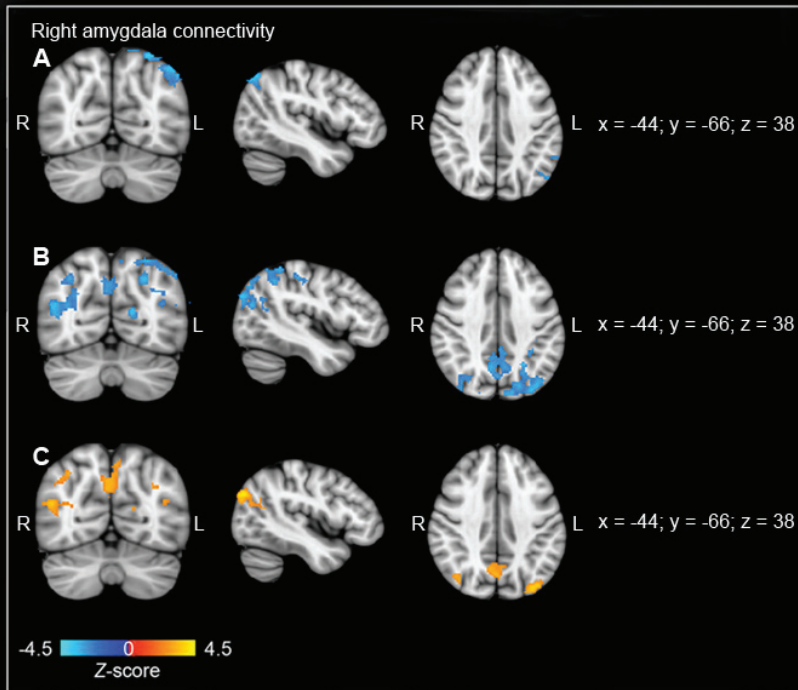 Right amygdala connectivity
A
R L R L x = -44; y = -66; z = 38
B
R L R L x = -44; y = -66; z = 38
C
R L R L x = -44; y = -66; z = 38
-4.5 0 4.5
Z-score